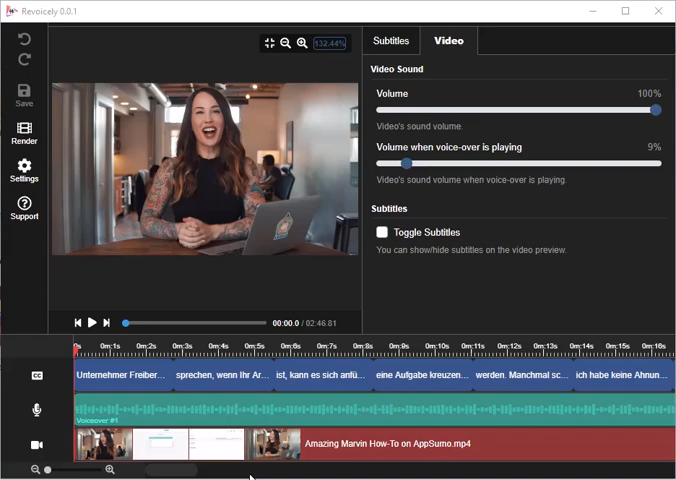 Revoicely 0.0.1
132.44%
Subtitles
Video
Save
Render
Settings
Support
Video Sound
Volume
100%
Video's sound volume.
Volume when voice-over is playing
9%
Video's sound volume when voice-over is playing.
Subtitles
Toggle Subtitles
You can show/hide subtitles on the video preview.
00:00.0 / 02:46.81
0m;1s 0m;2s 0m;3s 0m;4s 0m;5s 0m;6s 0m;7s 0m;8s 0m;9s 0m;10s 0m;11s 0m;12s 0m;13s 0m;14s 0m;15s 0m;16s
CC
Unternehmer Freiber...
sprechen, wenn Ihr Ar...
ist, kann es sich anfü...
eine Aufgabe kreuzen...
werden. Manchmal sc...
ich habe keine Ahnun...
Voiceover #1
Amazing Marvin How-To on AppSumo.mp4